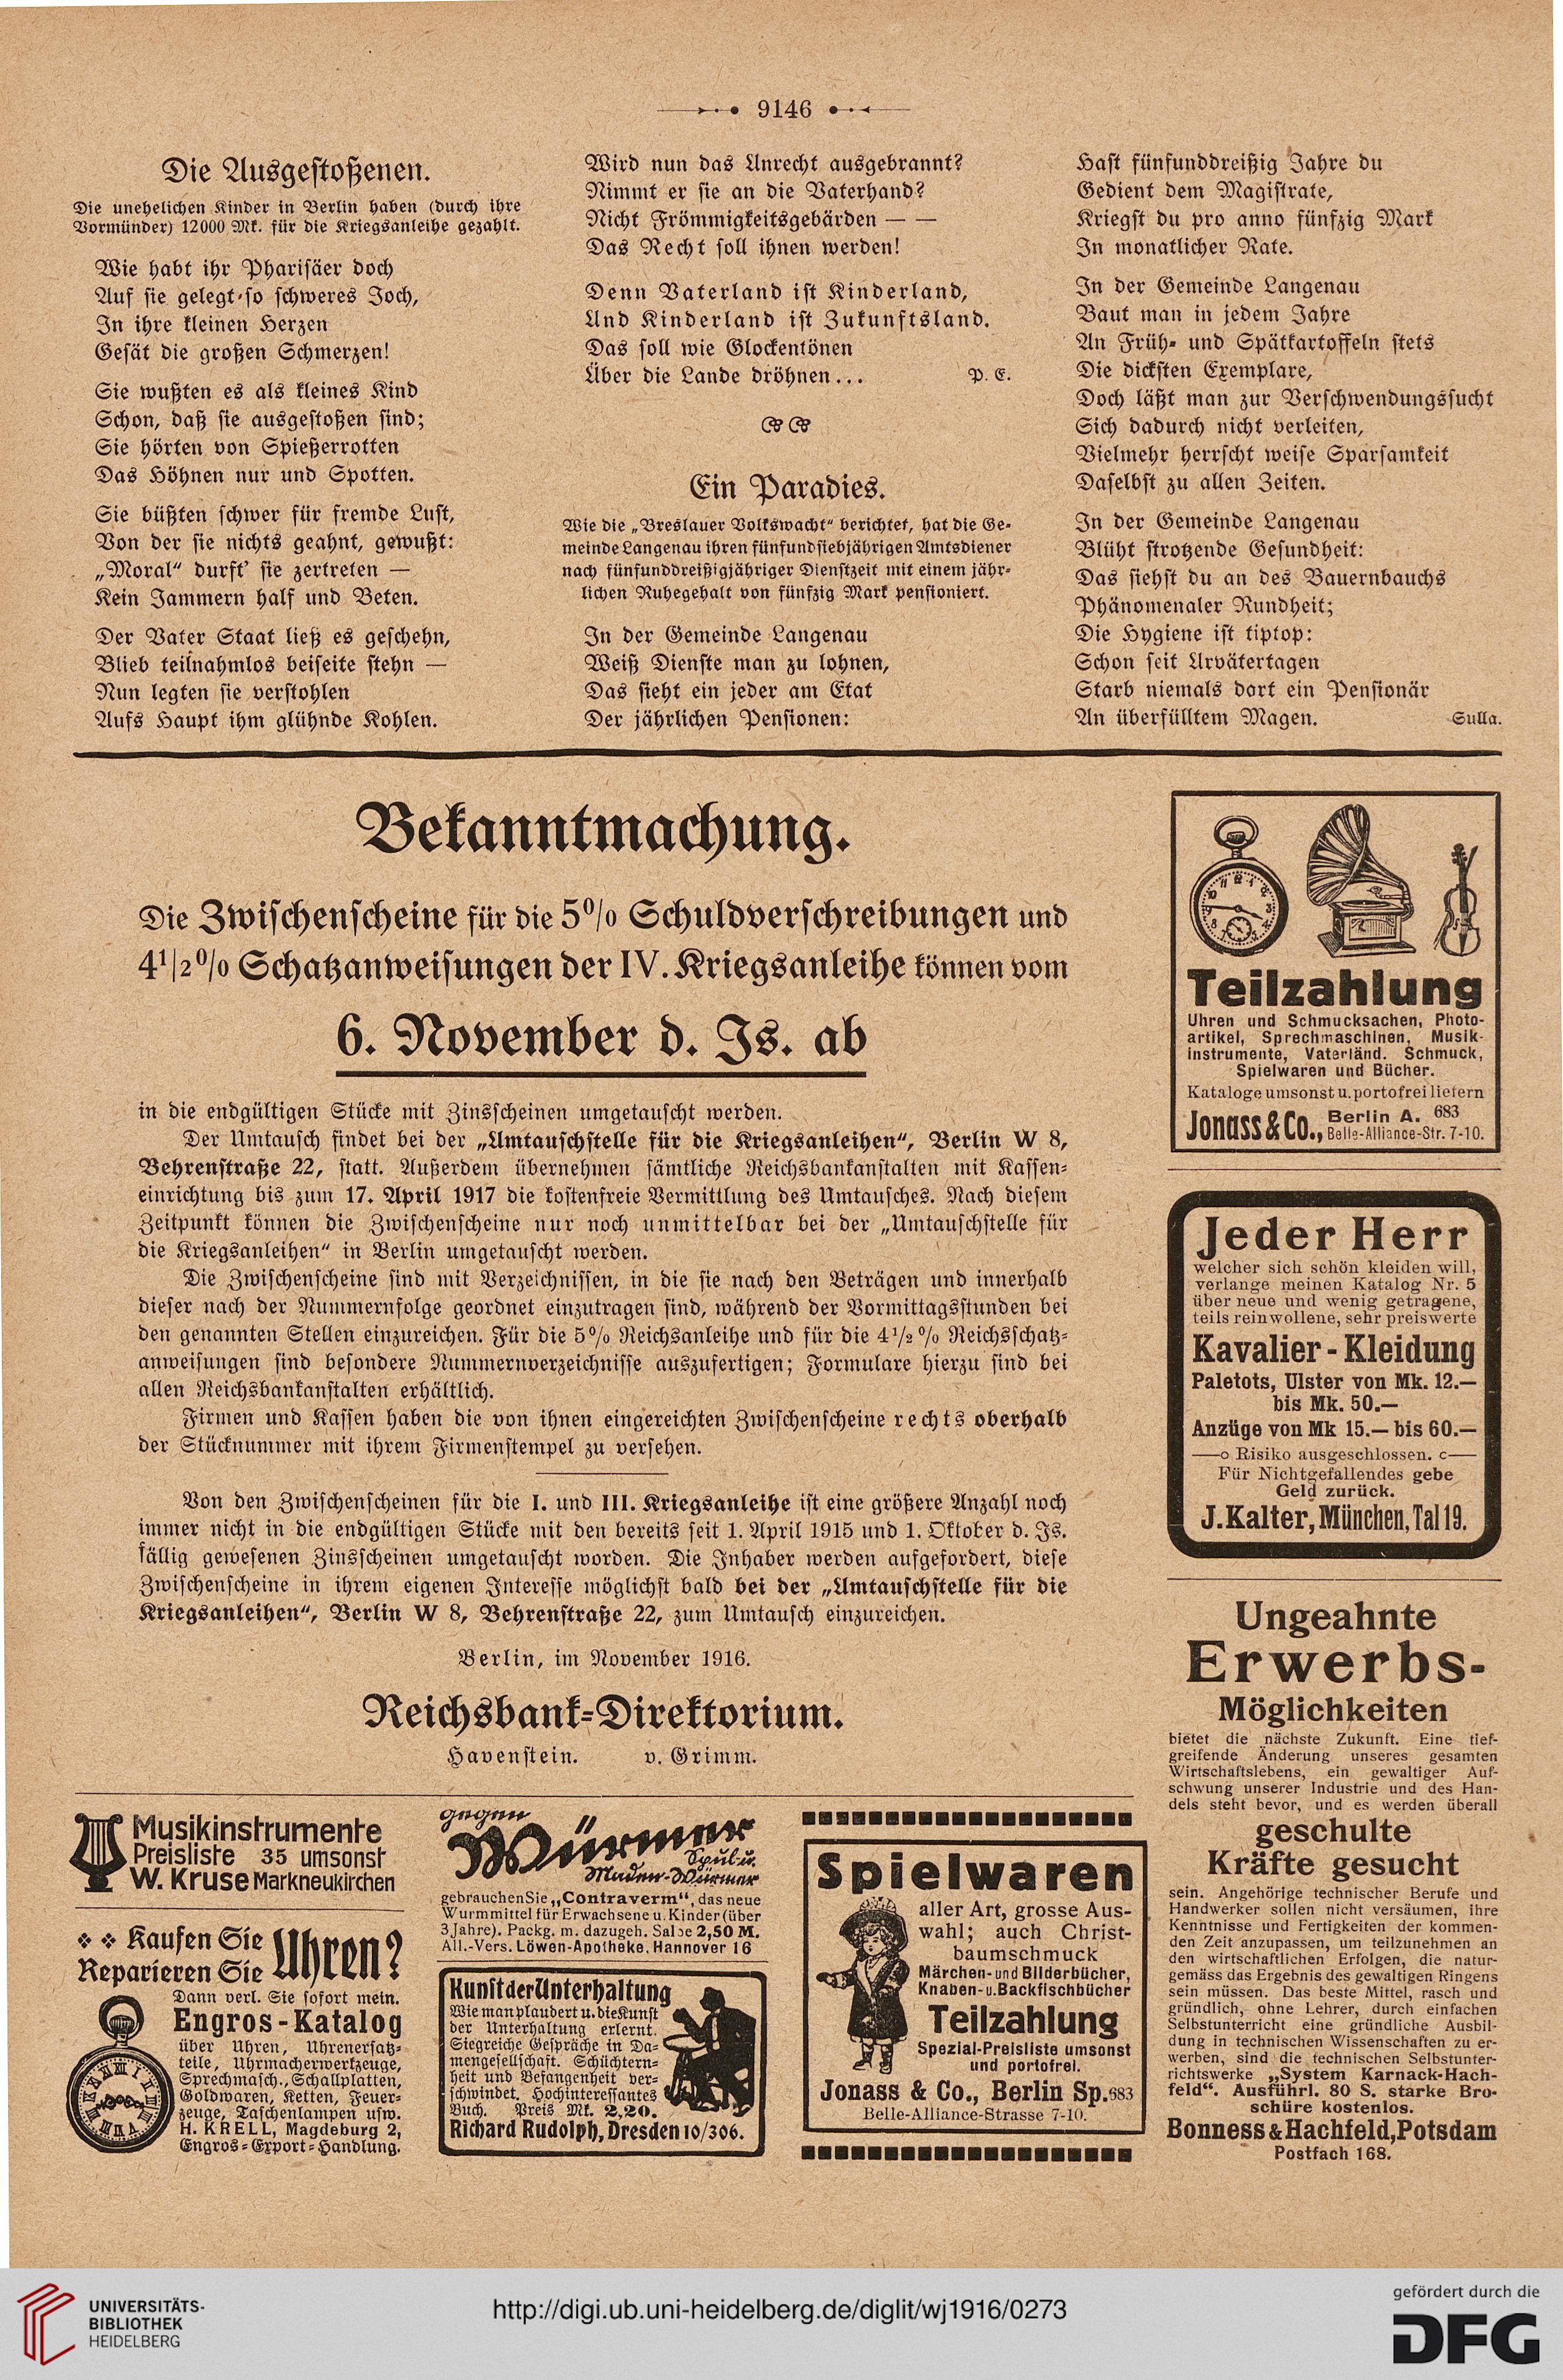 9146
Die Ausgestoßenen.
Die unehelichen Kinder in Berlin haben (durch ihre
Vormünder) 12000 Mk. für die Kriegsanleihe gezahlt.
Wie habt ihr Pharisäer doch
Auf sie gelegt so schweres Joch,
In ihre kleinen Herzen
Gesät die großen Schmerzen!
Sie wußten es als kleines Kind
Schon, daß sie ausgestoßen sind;
Sie hörten von Spießerrotten
Das Höhnen nur und Spotten.
Sie büßten schwer für fremde Lust,
Von der sie nichts geahnt, gewußt:
„Moral“ durft’ sie zertreten —
Kein Jammern half und Beten.
Der Vater Staat ließ es geschehn,
Blieb teilnahmlos beiseite stehn —
Nun legten sie verstohlen
Aufs Haupt ihm glühnde Kohlen.
Wird nun das Unrecht ausgebrannt?
Nimmt er sie an die Vaterhand?
Nicht Frömmigkeitsgebärden — —
Das Recht soll ihnen werden!
Denn Vaterland ist Kinderland,
Und Kinderland ist Zukunftsland.
Das soll wie Glockentönen
Über die Lande dröhnen... P. E.
Ein Paradies.
Wie die „Breslauer Volkswacht“ berichtet, hat die Ge-
meinde Langenau ihren fünfundsiebjährigen Amtsdiener
nach fünfunddreißigjähriger Dienstzeit mit einem jähr-
lichen Ruhegehalt von fünfzig Mark pensioniert.
In der Gemeinde Langenau
Weiß Dienste man zu lohnen,
Das sieht ein jeder am Etat
Der jährlichen Pensionen:
Hast fünfunddreißig Jahre du
Gedient dem Magistrate,
Kriegst du pro anno fünfzig Mark
In monatlicher Rate.
In der Gemeinde Langenau
Baut man in jedem Jahre
An Früh- und Spätkartoffeln stets
Die dicksten Exemplare,
Doch läßt man zur Verschwendungssucht
Sich dadurch nicht verleiten,
Vielmehr herrscht weise Sparsamkeit
Daselbst zu allen Zeiten.
In der Gemeinde Langenau
Blüht strotzende Gesundheit:
Das siehst du an des Bauernbauchs
Phänomenaler Rundheit;
Die Hygiene ist tiptop:
Schon seit Urvätertagen
Starb niemals dort ein Pensionär
An überfülltem Magen. Sulla.
Bekanntmachung.
Die Zwischenscheine für die 5% Schuldverschreibungen und
4 1/2% Schatzanweisungen der IV. Kriegsanleihe können vom
6. November d. Js. ab
in die endgültigen Stücke mit Zinsscheinen umgetauscht werden.
Der Umtausch findet bei der „Umtauschstelle für die Kriegsanleihen“, Berlin W 8,
Behrenstraße 22, statt. Außerdem übernehmen sämtliche Reichsbankanstalten mit Kassen-
einrichtung bis zum 17. April 1917 die kostenfreie Vermittlung des Umtausches. Nach diesem
Zeitpunkt können die Zwischenscheine nur noch unmittelbar bei der „Umtauschstelle für
die Kriegsanleihen“ in Berlin umgetauscht werden.
Die Zwischenscheine sind mit Verzeichnissen, in die sie nach den Beträgen und innerhalb
dieser nach der Nummernfolge geordnet einzutragen sind, während der Vormittagsstunden bei
den genannten Stellen einzureichen. Für die 5% Reichsanleihe und für die 4 1/2% Reichsschatz-
anweisungen sind besondere Nummernverzeichnisse auszufertigen; Formulare hierzu sind bei
allen Reichsbankanstalten erhältlich.
Firmen und Kassen haben die von ihnen eingereichten Zwischenscheine rechts oberhalb
der Stücknummer mit ihrem Firmenstempel zu versehen.
Von den Zwischenscheinen für die I. und III. Kriegsanleihe ist eine größere Anzahl noch
immer nicht in die endgültigen Stücke mit den bereits seit 1. April 1915 und 1. Oktober d. Js.
fällig gewesenen Zinsscheinen umgetauscht worden. Die Inhaber werden aufgefordert, diese
Zwischenscheine in ihrem eigenen Interesse möglichst bald bei der „Umtauschstelle für die
Kriegsanleihen“, Berlin W 8, Behrenstraße 22, zum Umtausch einzureichen.
Berlin, im November 1916.
Reichsbank-Direktorium.
Havenstein. v. Grimm.
Teilzahlung
Uhren und Schmucksachen, Photo-
artikel, Sprechmaschinen, Musik-
instrumente, Vaterländ. Schmuck,
Spielwaren und Bücher.
Kataloge umsonst u. portofrei liefern
Jonass & Co., Berlin A. 683
Belle-Alliance-Str. 7-10.
Jeder Herr
welcher sich schön kleiden will,
verlange meinen Katalog Nr. 5
über neue und wenig getragene,
teils reinwollene, sehr preiswerte
Kavalier-Kleidung
Paletots, Ulster von Mk. 12.—
bis Mk. 50.—
Anzüge von Mk 15.— bis 60.—
Risiko ausgeschlossen.
Für Nichtgefallendes gebe
Geld zurück.
J. Kalter, München, Tal 19.
Ungeahnte
Erwerbs-
Möglichkeiten
bietet die nächste Zukunft. Eine tief-
greifende Änderung unseres gesamten
Wirtschaftslebens, ein gewaltiger Auf-
schwung unserer Industrie und des Han-
dels steht bevor, und es werden überall
geschulte
Kräfte gesucht
sein. Angehörige technischer Berufe und
Handwerker sollen nicht versäumen, ihre
Kenntnisse und Fertigkeiten der kommen-
den Zeit anzupassen, um teilzunehmen an
den wirtschaftlichen Erfolgen, die natur-
gemäss das Ergebnis des gewaltigen Ringens
sein müssen. Das beste Mittel, rasch und
gründlich, ohne Lehrer, durch einfachen
Selbstunterricht eine gründliche Ausbil-
dung in technischen Wissenschaften zu er-
werben, sind die technischen Selbstunter-
richtswerke „System Karnack-Hach-
feld“. Ausführl. 80 S. starke Bro-
schüre kostenlos.
Bonness & Hachfeld, Potsdam
Postfach 168.
Musikinstrumente
Preisliste 35 umsonst
W. Kruse Markneukirchen
Kaufen Sie
Reparieren Sie Uhren?
Dann verl. Sie sofort mein.
Engros-Katalog
über Uhren, Uhrenersatz-
teile, Uhrmacherwerkzeuge,
Sprechmasch., Schallplatten,
Goldwaren, Ketten, Feuer-
zeuge, Taschenlampen usw.
H. KRELL, Magdeburg 2,
Engros-Export-Handlung.
gegen
Würmer
Spul- u.
Maden-Würmer
gebrauchen Sie „Contraverm“, das neue
Wurmmittel für Erwachsene u. Kinder (über
3 Jahre). Packg. m. dazugeh. Salbe 2,50 M.
All.-Vers. Löwen-Apotheke. Hannover 16
Kunst der Unterhaltung
Wie man plaudert u. die Kunst
der Unterhaltung erlernt.
Siegreiche Gespräche in Da-
mengesellschaft. Schüchtern-
heit und Befangenheit ver-
schwindet. Hochinteressantes
Buch. Preis Mk. 2.20.
Richard Rudolph, Dresden 10/306.
Spielwaren
aller Art, grosse Aus-
wahl; auch Christ-
baumschmuck
Märchen- und Bilderbücher,
Knaben- u. Backfischbücher
Teilzahlung
Spezial-Preisliste umsonst
und portofrei.
Jonass & Co., Berlin Sp. 683
Belle-Alliance-Strasse 7-10.
UNIVERSITÄTS-
BIBLIOTHEK
HEIDELBERG
http://digi.ub.uni-heidelberg.de/diglit/wj1916/0273
gefördert durch die
DFG